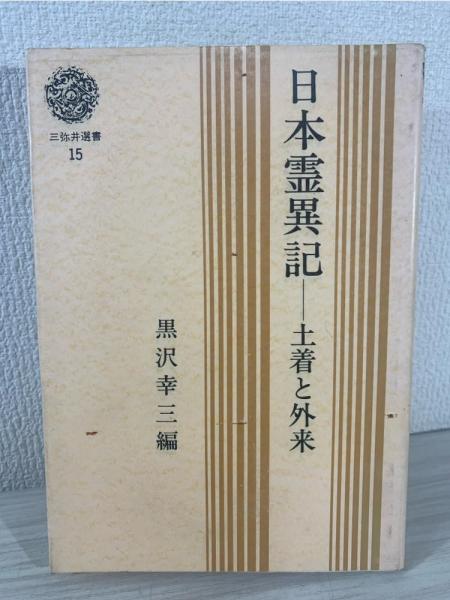 三弥井選書
15
日本霊異記——土着と外来
黒沢幸三編